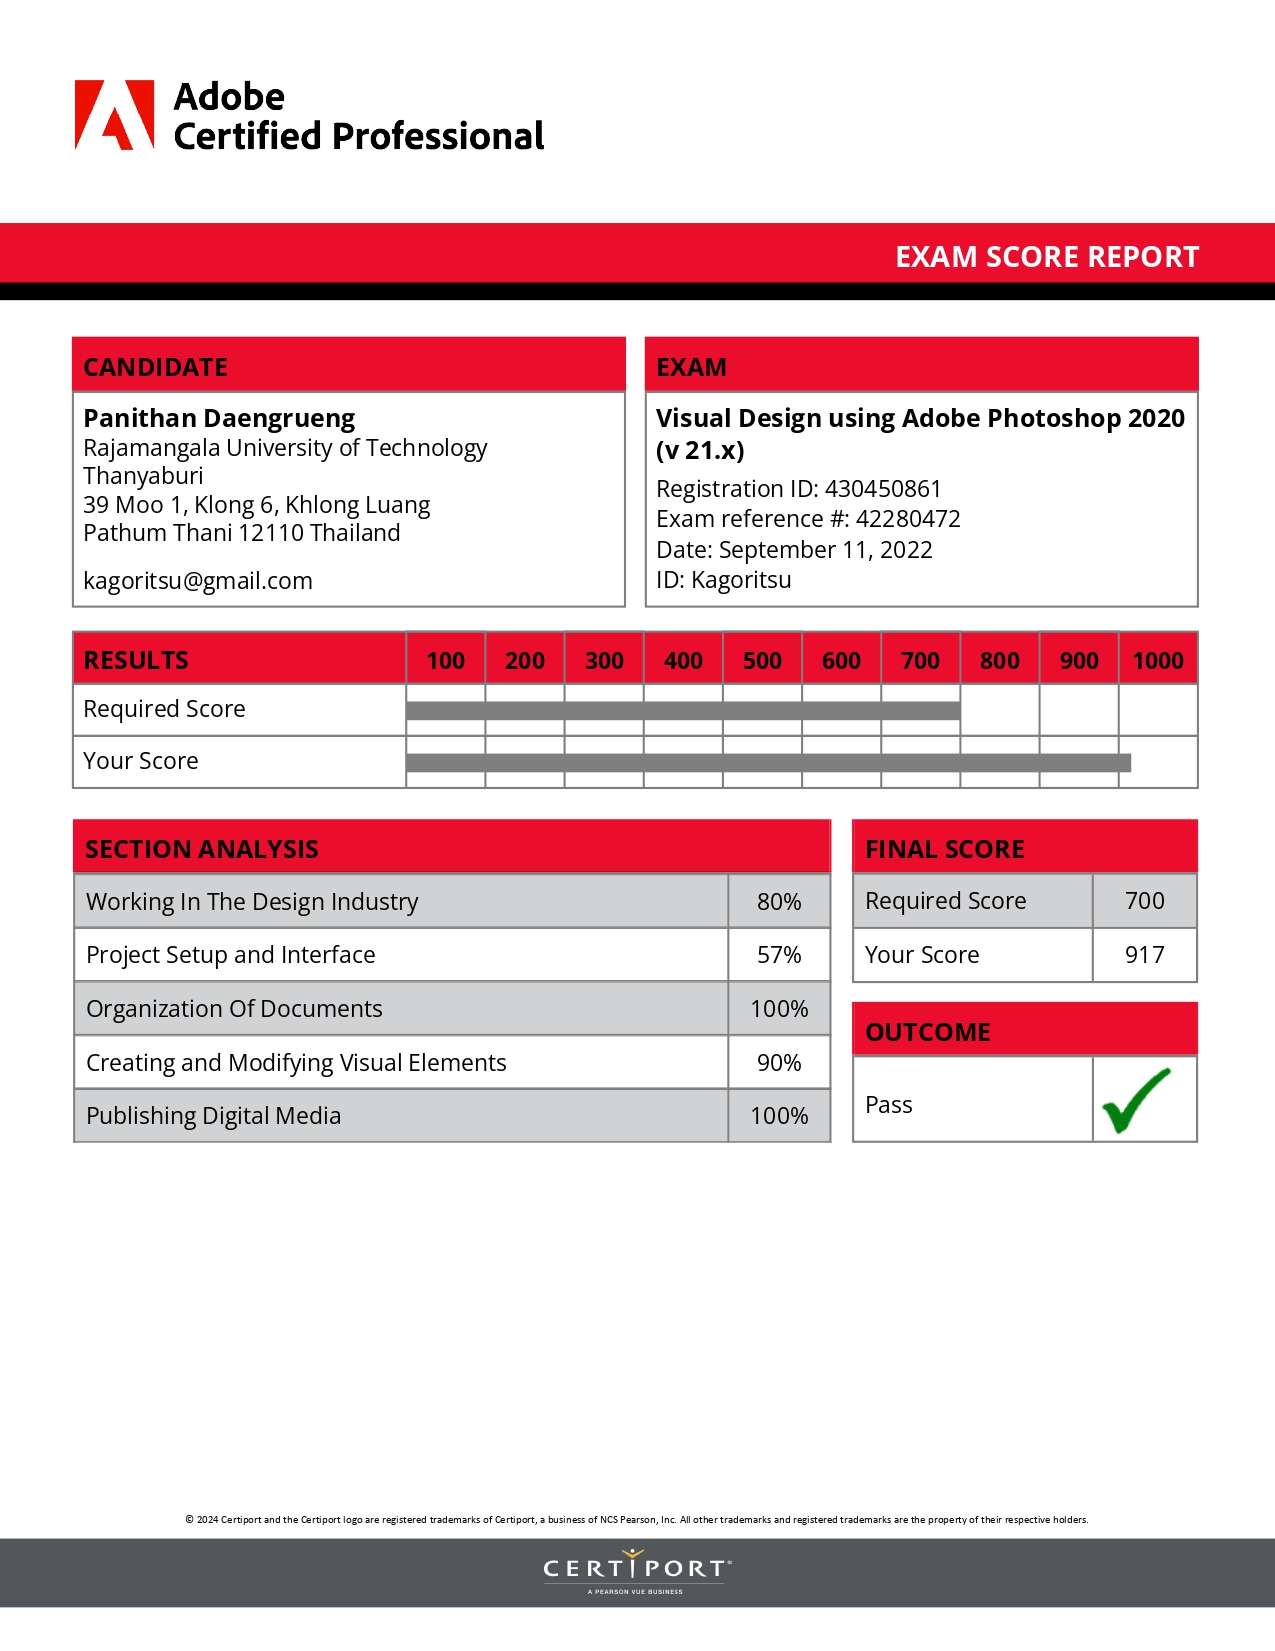 Adobe
Certified Professional
EXAM SCORE REPORT
CANDIDATE
Panithan Daengrueng
Rajamangala University of Technology
Thanyaburi
39 Moo 1, Klong 6, Khlong Luang
Pathum Thani 12110 Thailand
kagoritsu@gmail.com
EXAM
Visual Design using Adobe Photoshop 2020
(v 21.x)
Registration ID: 430450861
Exam reference #: 42280472
Date: September 11, 2022
ID: Kagoritsu
RESULTS 100 200 300 400 500 600 700 800 900 1000
Required Score
Your Score
SECTION ANALYSIS
Working In The Design Industry 80%
Project Setup and Interface 57%
Organization Of Documents 100%
Creating and Modifying Visual Elements 90%
Publishing Digital Media 100%
FINAL SCORE
Required Score 700
Your Score 917
OUTCOME
Pass
© 2024 Certiport and the Certiport logo are registered trademarks of Certiport, a business of NCS Pearson, Inc. All other trademarks and registered trademarks are the property of their respective holders.
CERTIPORT®
A PEARSON VUE BUSINESS